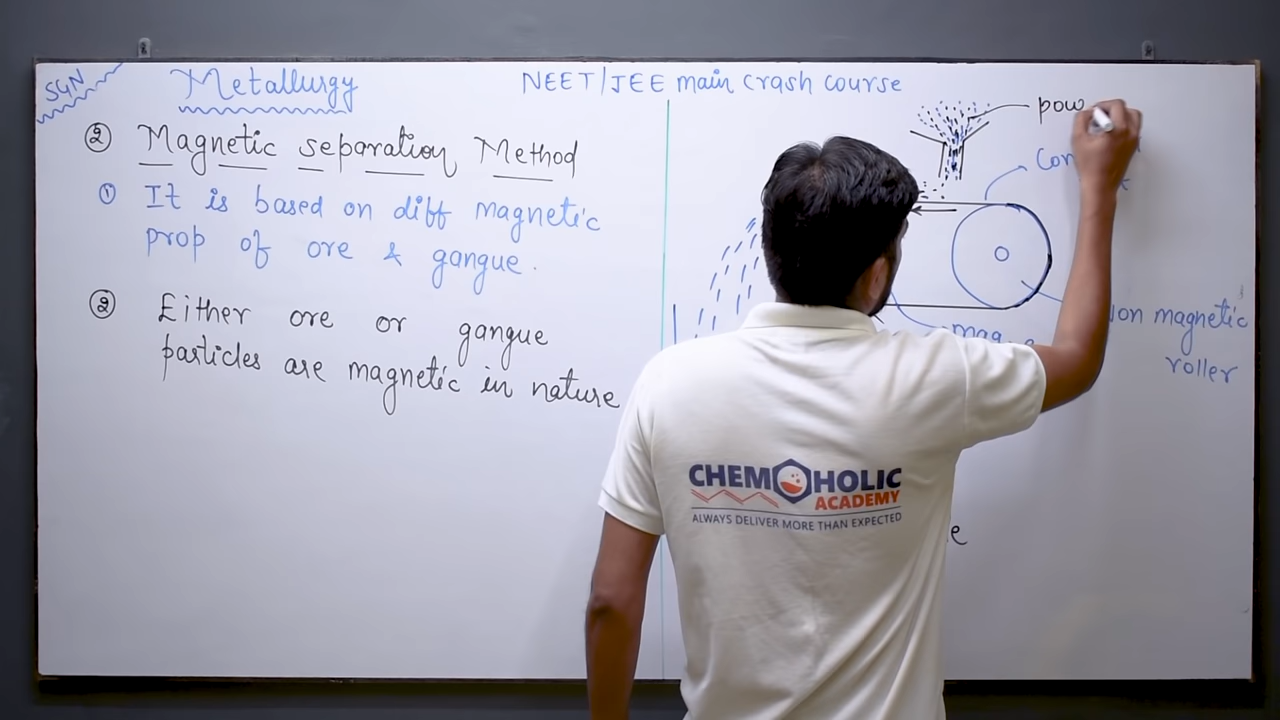 SGN
Metallurgy
NEET/JEE main crash course
② Magnetic separation Method
① It is based on diff magnetic
prop of ore & gangue.
② Either ore or gangue
particles are magnetic in nature
pow
Con
mag
Non magnetic
roller
CHEMOHOLIC
ACADEMY
ALWAYS DELIVER MORE THAN EXPECTED